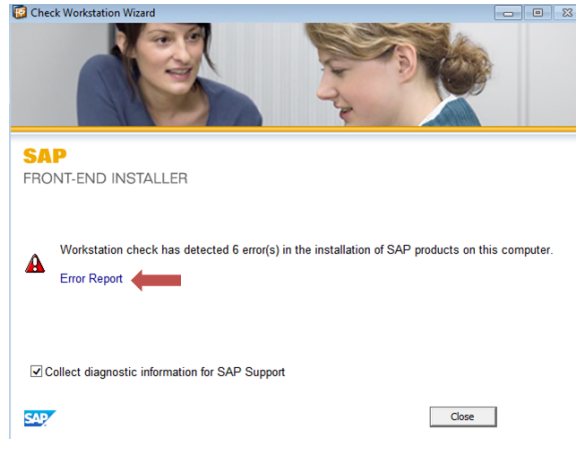 Check Workstation Wizard
SAP
FRONT-END INSTALLER
Workstation check has detected 6 error(s) in the installation of SAP products on this computer.
Error Report
Collect diagnostic information for SAP Support
SAP
Close